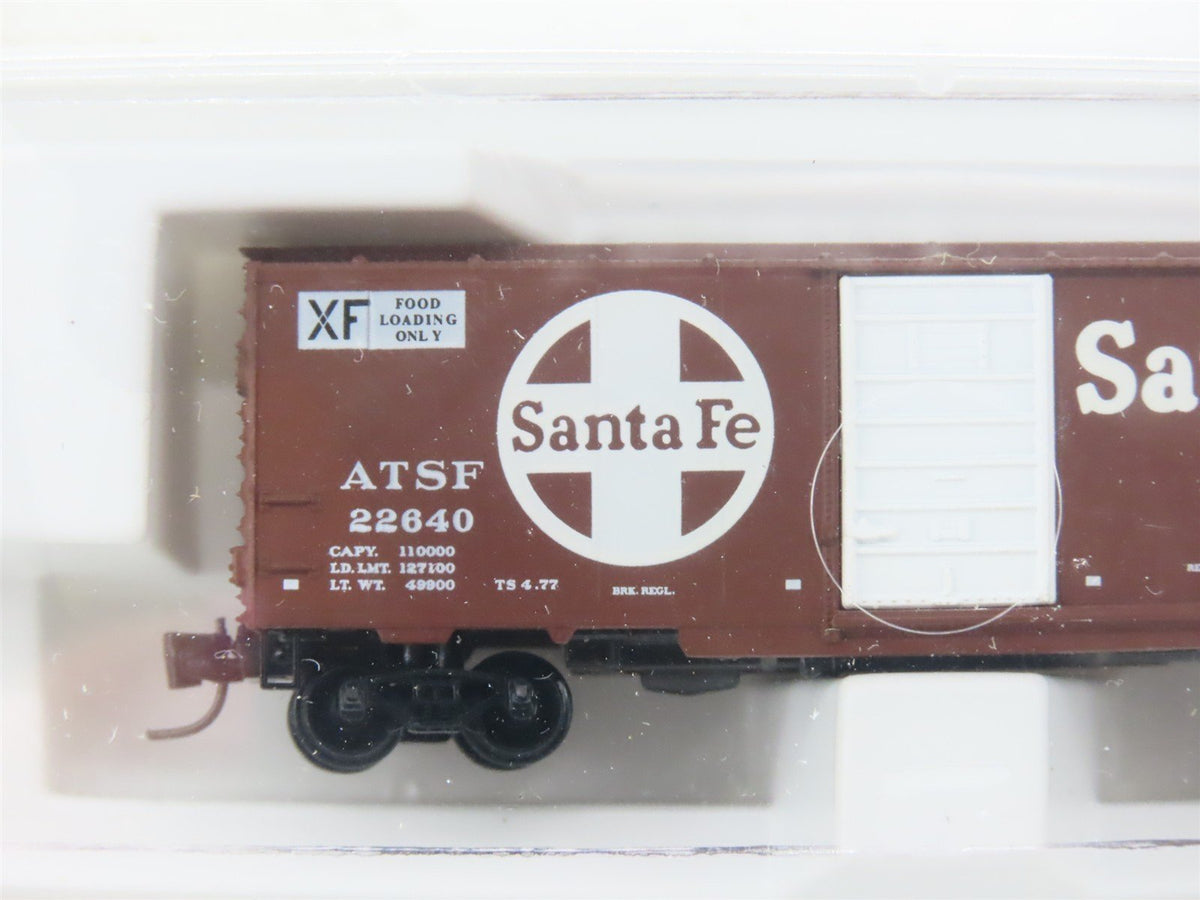 XF
FOOD
LOADING
ONLY
Santa Fe
ATSF
22640
CAPY. 110000
LD. LMT. 127100
LT. WT. 49900 TS 4.77
BRK. REGL.
Sa
RE